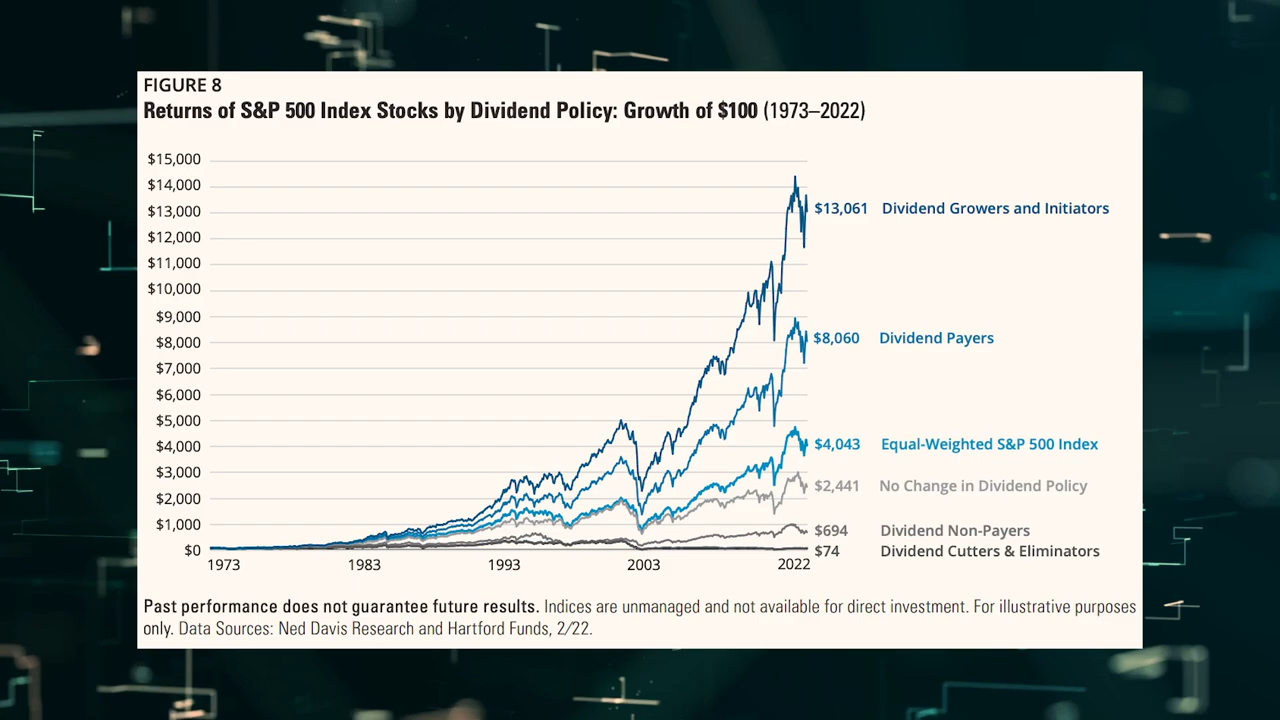 FIGURE 8
Returns of S&P 500 Index Stocks by Dividend Policy: Growth of $100 (1973–2022)
$15,000
$14,000
$13,000
$12,000
$11,000
$10,000
$9,000
$8,000
$7,000
$6,000
$5,000
$4,000
$3,000
$2,000
$1,000
$0
$13,061 Dividend Growers and Initiators
$8,060 Dividend Payers
$4,043 Equal-Weighted S&P 500 Index
$2,441 No Change in Dividend Policy
$694 Dividend Non-Payers
$74 Dividend Cutters & Eliminators
1973 1983 1993 2003 2022
Past performance does not guarantee future results. Indices are unmanaged and not available for direct investment. For illustrative purposes
only. Data Sources: Ned Davis Research and Hartford Funds, 2/22.